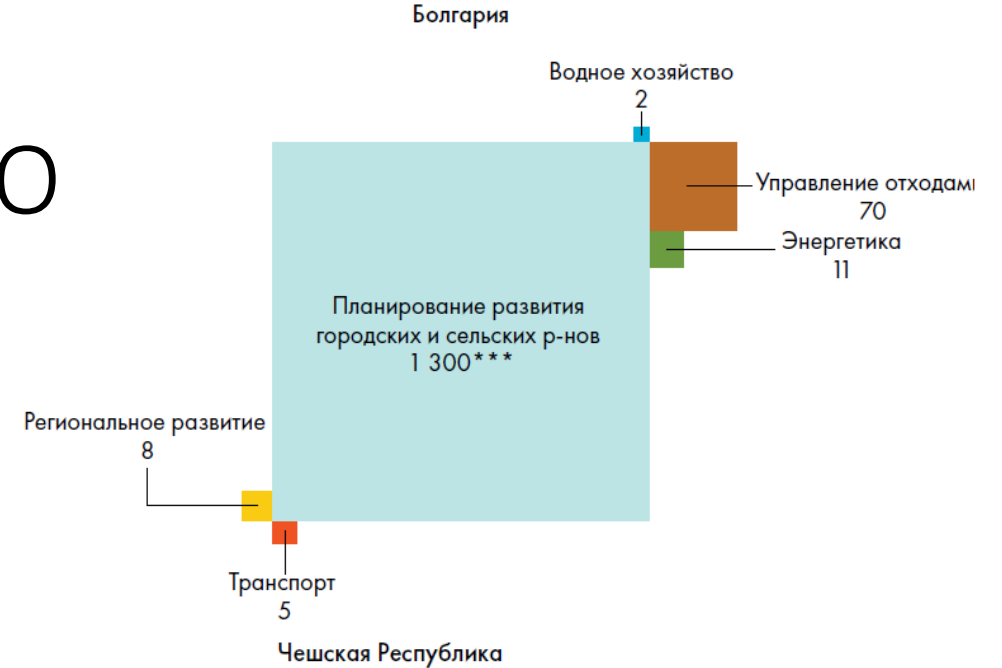 Болгария
Водное хозяйство
2
О
Управление отходами
70
Энергетика
11
Планирование развития
городских и сельских р-нов
1 300***
Региональное развитие
8
Транспорт
5
Чешская Республика